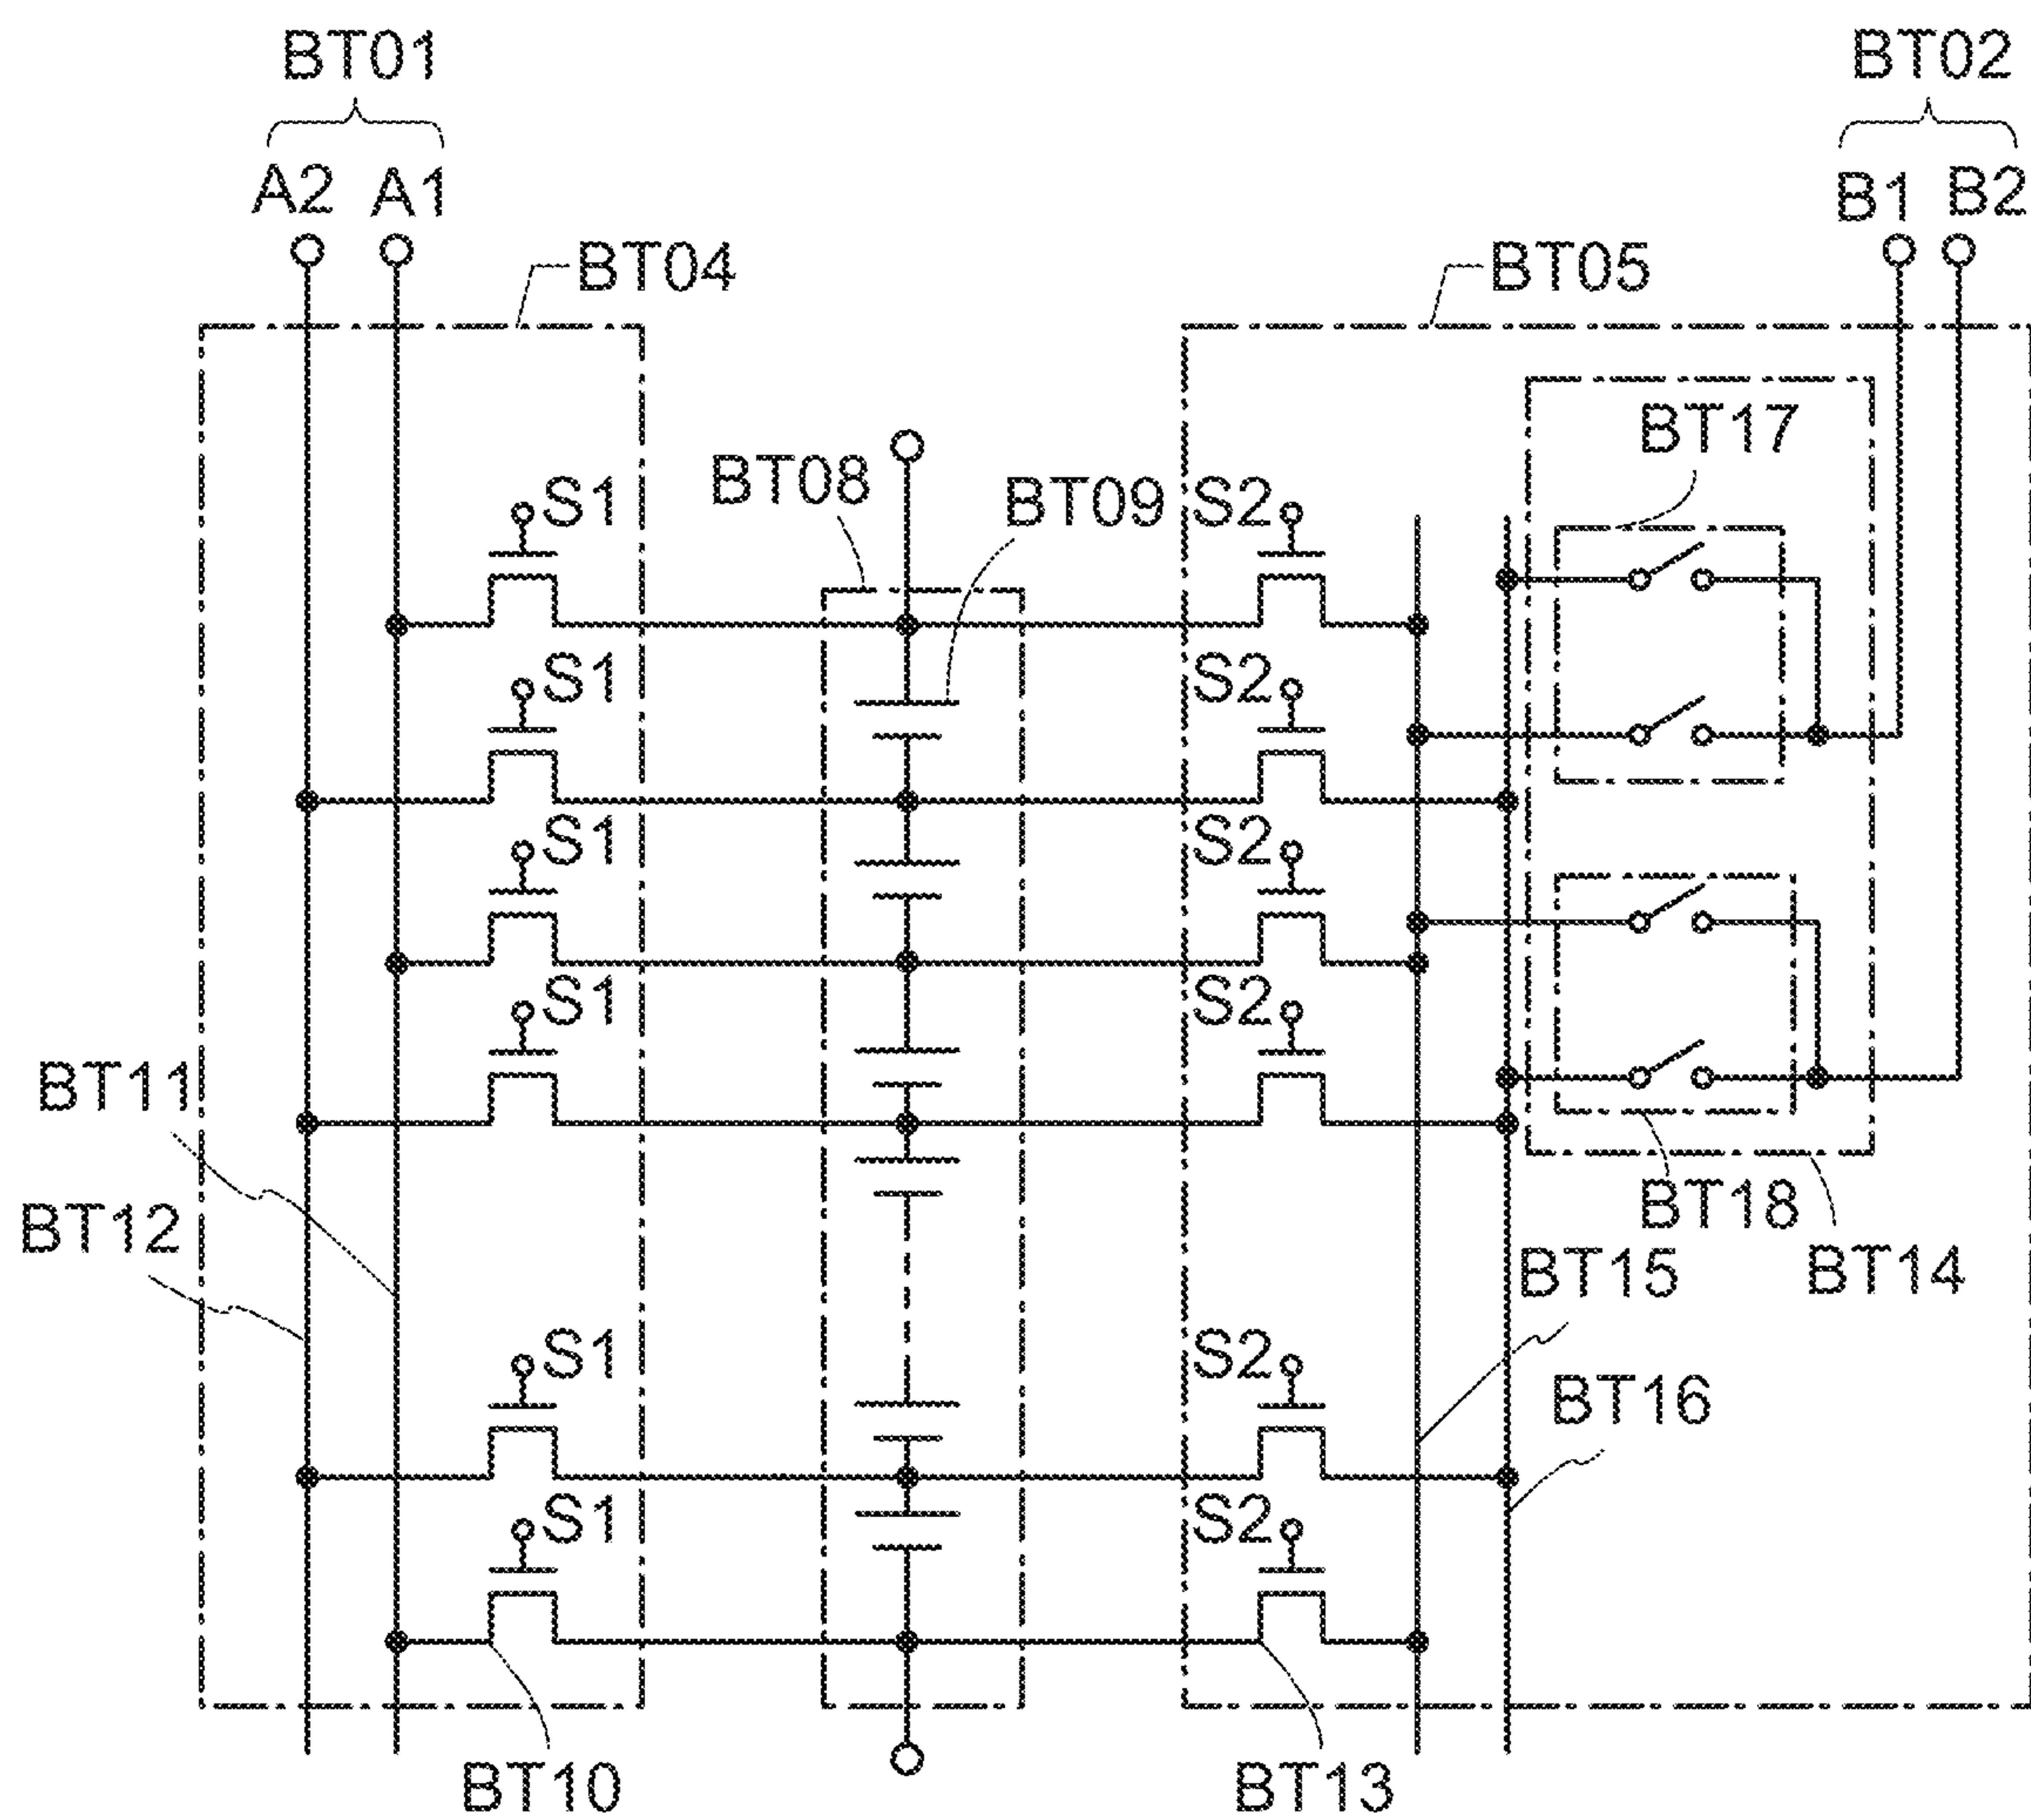 BT01 BT02
A2 A1 B1 B2
BT04 BT05
BT17
BT08 BT09
S1 S2
S1 S2
S1 S2
S1 S2
BT11
BT12 BT18
BT15 BT14
S1 S2
BT16
S1 S2
BT10 BT13